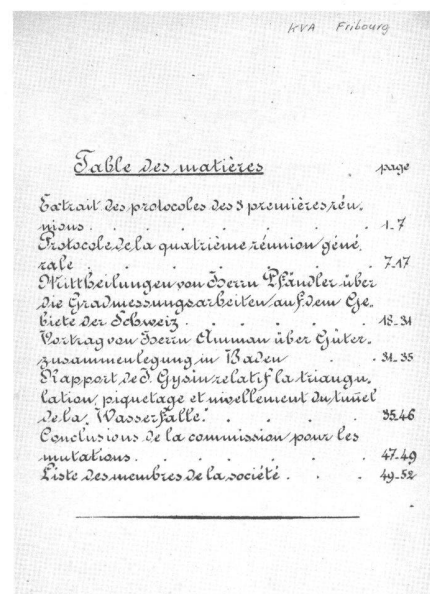 KVA Fribourg
Table des matières page
Extrait des protocoles des 3 premières réu-
nions . . . . . . 1-7
Protocole de la quatrième réunion géné-
rale . . . . . . 7-17
Mittheilungen von Herrn Pfändler über
die Gradmessungsarbeiten auf dem Ge-
biete der Schweiz . . . . 18-31
Vortrag von Herrn Amman über Güter-
zusammenlegung in Baden . . 31-35
Rapport de J. Gysin relatif la triangu-
lation, piquetage et nivellement du tunel
de la "Wasserfalle" . . . . 35-46
Conclusions de la commission pour les
mutations . . . . . 47-49
Liste des membres de la société . . . 49-52